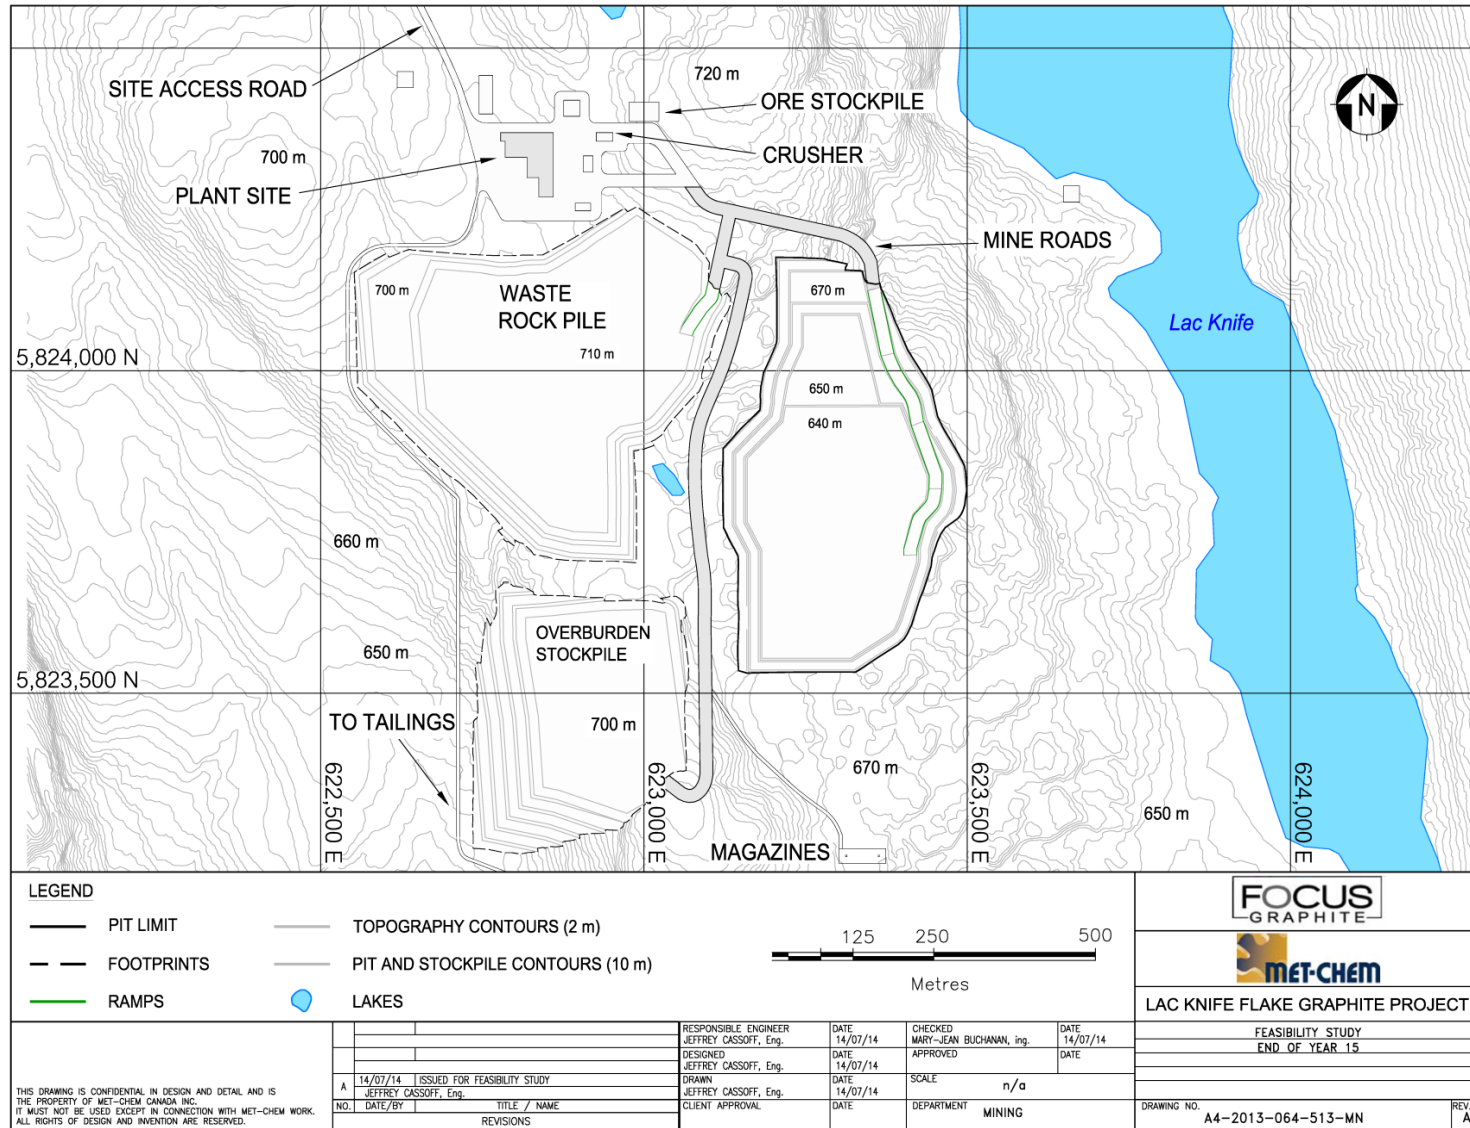 SITE ACCESS ROAD
720 m
ORE STOCKPILE
N
CRUSHER
700 m
PLANT SITE
MINE ROADS
700 m
WASTE
ROCK PILE
670 m
Lac Knife
710 m
5,824,000 N
650 m
640 m
660 m
OVERBURDEN
STOCKPILE
650 m
5,823,500 N
TO TAILINGS
700 m
670 m
622,500 E
623,000 E
623,500 E
624,000 E
650 m
MAGAZINES
LEGEND
PIT LIMIT
TOPOGRAPHY CONTOURS (2 m)
FOOTPRINTS
PIT AND STOCKPILE CONTOURS (10 m)
RAMPS
LAKES
125 250 500
Metres
FOCUS
GRAPHITE
MET-CHEM
LAC KNIFE FLAKE GRAPHITE PROJECT
FEASIBILITY STUDY
END OF YEAR 15
DRAWING NO.
A4-2013-064-513-MN
REV.
A
RESPONSIBLE ENGINEER
JEFFREY CASSOFF, Eng.
DATE
14/07/14
CHECKED
MARY-JEAN BUCHANAN, ing.
DATE
14/07/14
DESIGNED
JEFFREY CASSOFF, Eng.
DATE
14/07/14
APPROVED
DATE
DRAWN
JEFFREY CASSOFF, Eng.
DATE
14/07/14
SCALE
n/a
CLIENT APPROVAL
DATE
DEPARTMENT
MINING
A 14/07/14 ISSUED FOR FEASIBILITY STUDY
JEFFREY CASSOFF, Eng.
NO. DATE/BY TITLE / NAME
REVISIONS
THIS DRAWING IS CONFIDENTIAL IN DESIGN AND DETAIL AND IS
THE PROPERTY OF MET-CHEM CANADA INC.
IT MUST NOT BE USED EXCEPT IN CONNECTION WITH MET-CHEM WORK.
ALL RIGHTS OF DESIGN AND INVENTION ARE RESERVED.